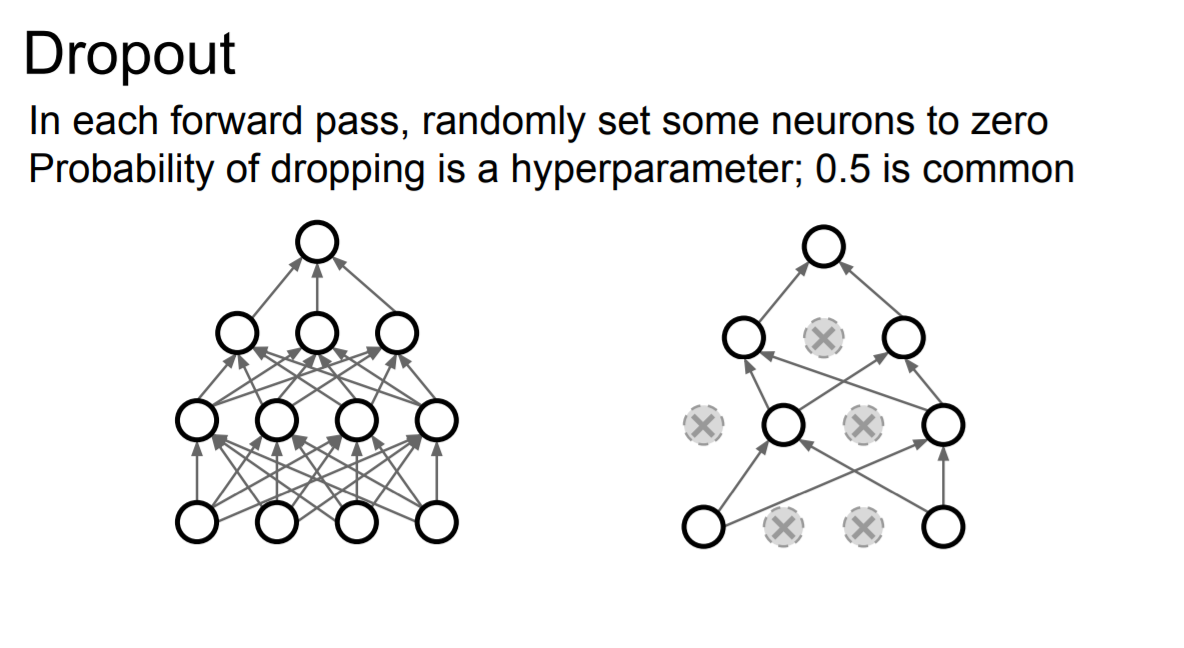 Dropout
In each forward pass, randomly set some neurons to zero
Probability of dropping is a hyperparameter; 0.5 is common